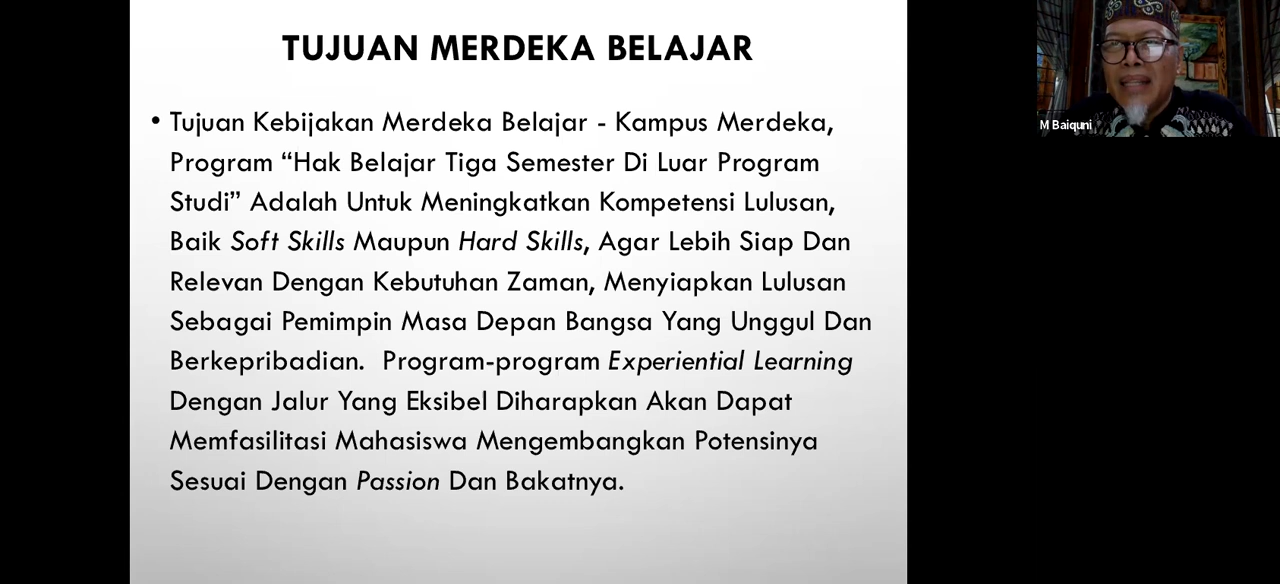 TUJUAN MERDEKA BELAJAR
• Tujuan Kebijakan Merdeka Belajar - Kampus Merdeka,
Program “Hak Belajar Tiga Semester Di Luar Program
Studi” Adalah Untuk Meningkatkan Kompetensi Lulusan,
Baik Soft Skills Maupun Hard Skills, Agar Lebih Siap Dan
Relevan Dengan Kebutuhan Zaman, Menyiapkan Lulusan
Sebagai Pemimpin Masa Depan Bangsa Yang Unggul Dan
Berkepribadian.  Program-program Experiential Learning
Dengan Jalur Yang Eksibel Diharapkan Akan Dapat
Memfasilitasi Mahasiswa Mengembangkan Potensinya
Sesuai Dengan Passion Dan Bakatnya.
M Baiquni